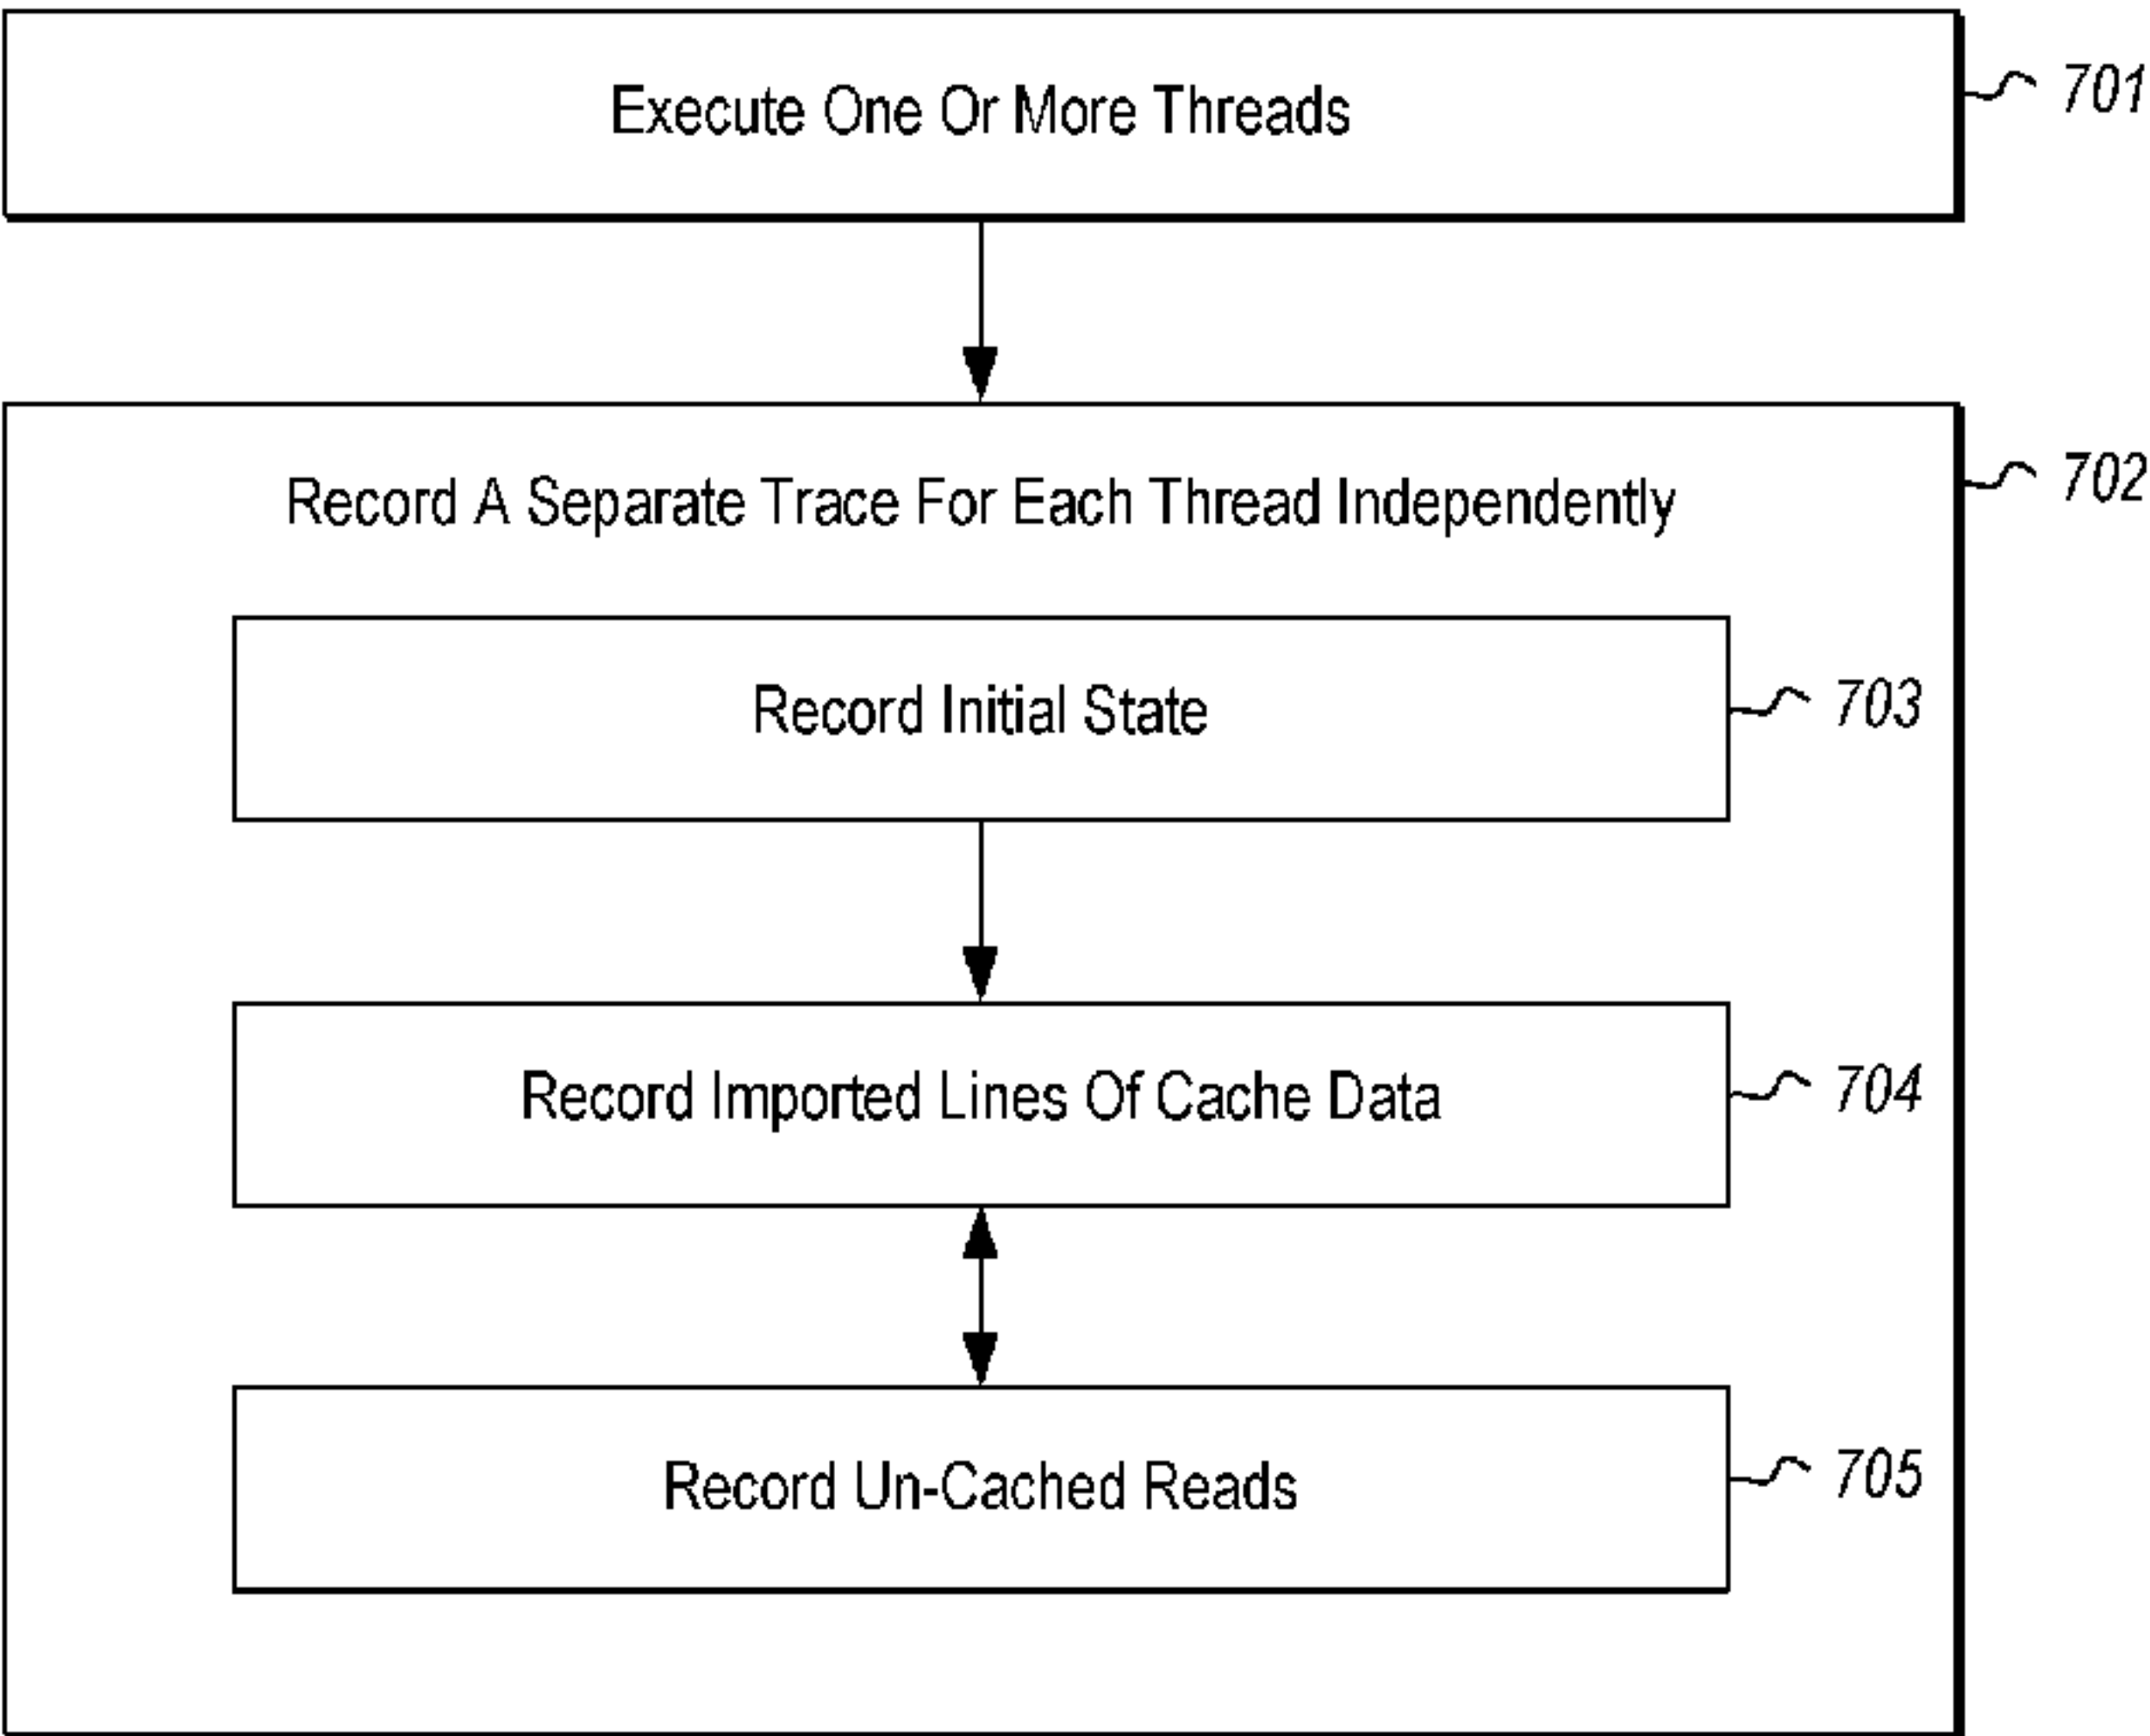 Execute One Or More Threads
701
Record A Separate Trace For Each Thread Independently
702
Record Initial State
703
Record Imported Lines Of Cache Data
704
Record Un-Cached Reads
705